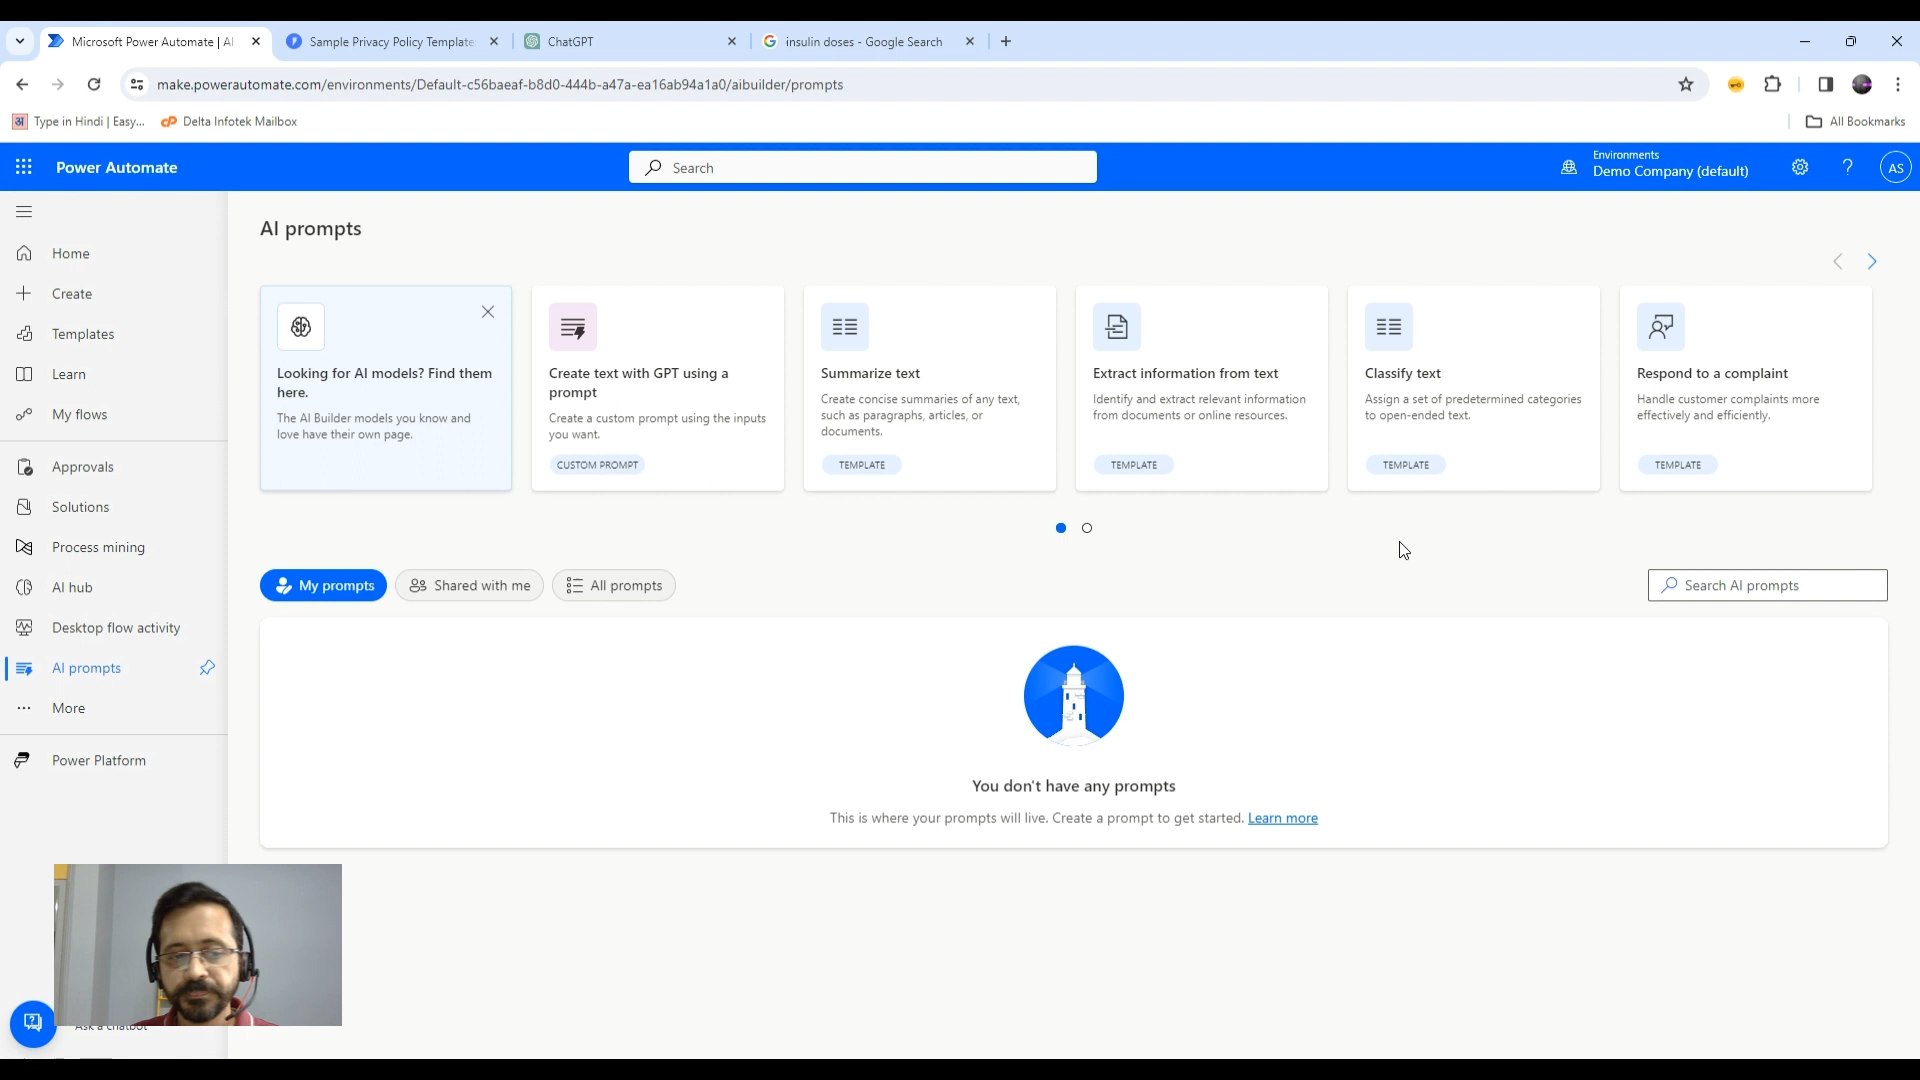 Microsoft Power Automate | AI
Sample Privacy Policy Template
ChatGPT
insulin doses - Google Search
make.powerautomate.com/environments/Default-c56baeaf-b8d0-444b-a47a-ea16ab94a1a0/aibuilder/prompts
Type in Hindi | Easy...
Delta Infotek Mailbox
All Bookmarks
Power Automate
Search
Environments
Demo Company (default)
AS
Home
Create
Templates
Learn
My flows
Approvals
Solutions
Process mining
AI hub
Desktop flow activity
AI prompts
More
Power Platform
Ask a chatbot
AI prompts
Looking for AI models? Find them
here.
The AI Builder models you know and
love have their own page.
Create text with GPT using a
prompt
Create a custom prompt using the inputs
you want.
CUSTOM PROMPT
Summarize text
Create concise summaries of any text,
such as paragraphs, articles, or
documents.
TEMPLATE
Extract information from text
Identify and extract relevant information
from documents or online resources.
TEMPLATE
Classify text
Assign a set of predetermined categories
to open-ended text.
TEMPLATE
Respond to a complaint
Handle customer complaints more
effectively and efficiently.
TEMPLATE
My prompts
Shared with me
All prompts
Search AI prompts
You don't have any prompts
This is where your prompts will live. Create a prompt to get started. Learn more